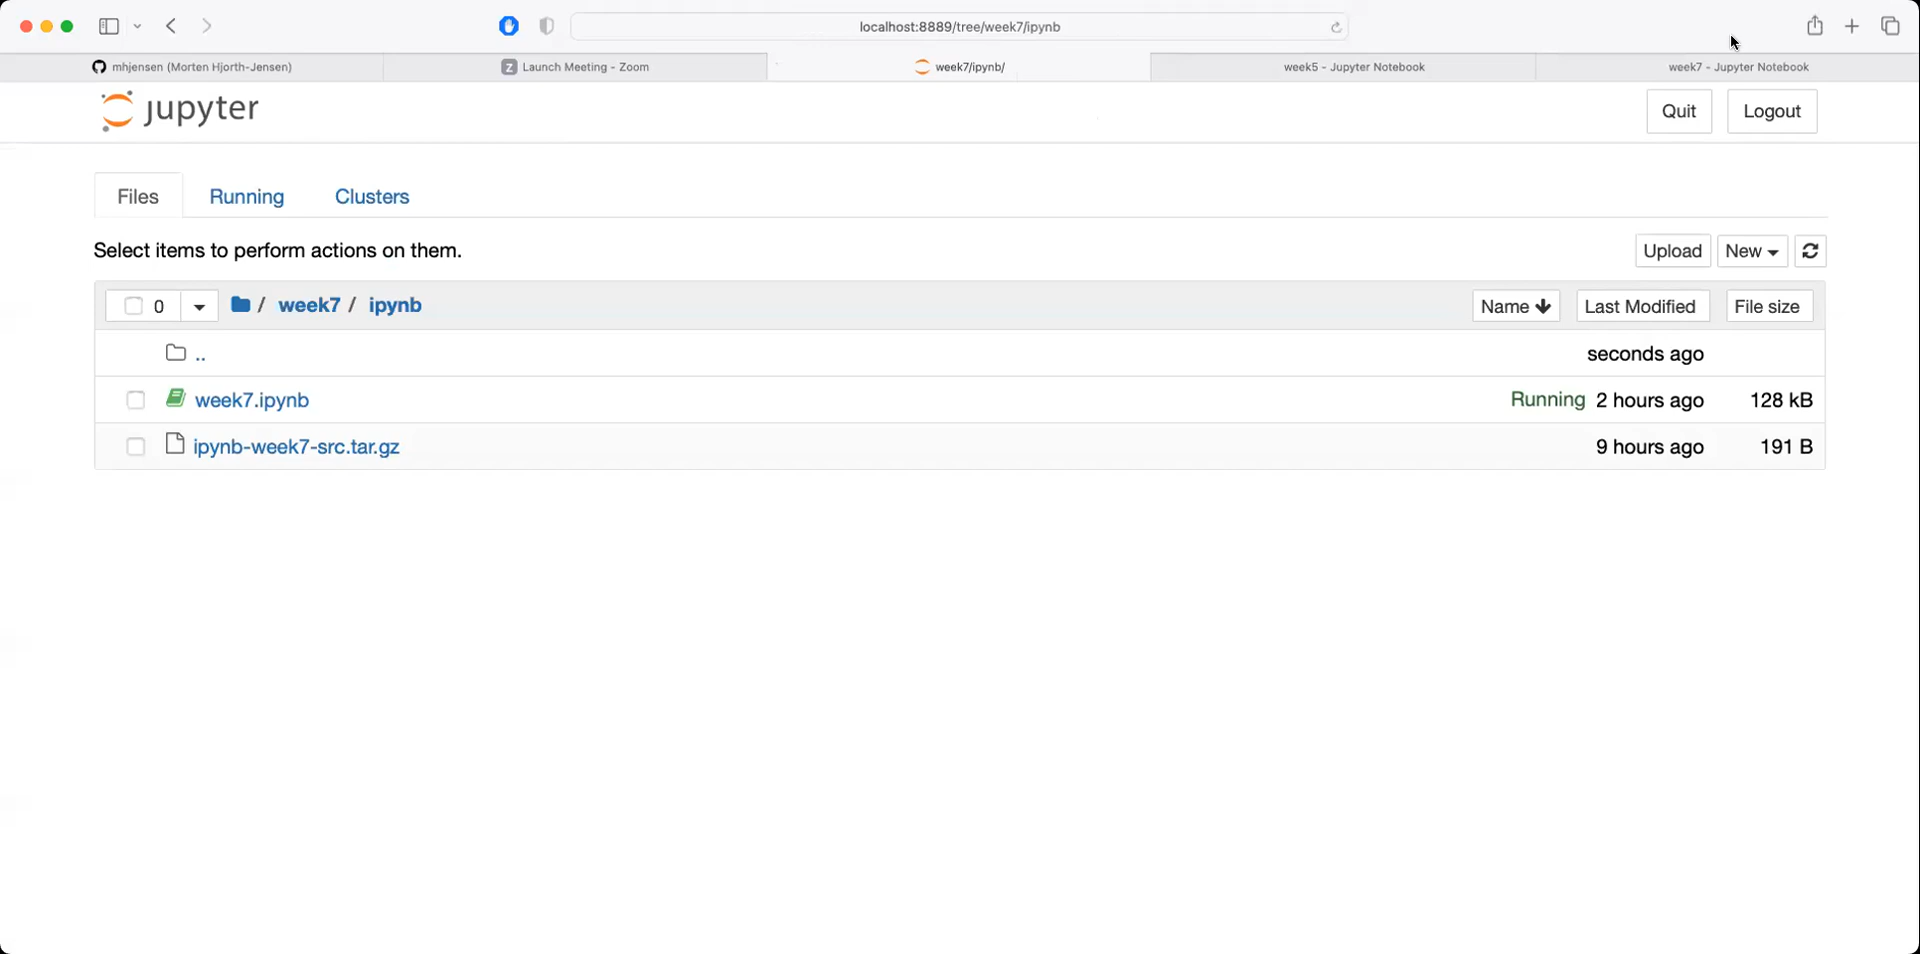 localhost:8889/tree/week7/ipynb
mhjensen (Morten Hjorth-Jensen)
Z Launch Meeting - Zoom
week7/ipynb/
week5 - Jupyter Notebook
week7 - Jupyter Notebook
jupyter
Quit
Logout
Files
Running
Clusters
Select items to perform actions on them.
Upload
New
0
/ week7 / ipynb
Name
Last Modified
File size
..
seconds ago
week7.ipynb
Running 2 hours ago
128 kB
ipynb-week7-src.tar.gz
9 hours ago
191 B